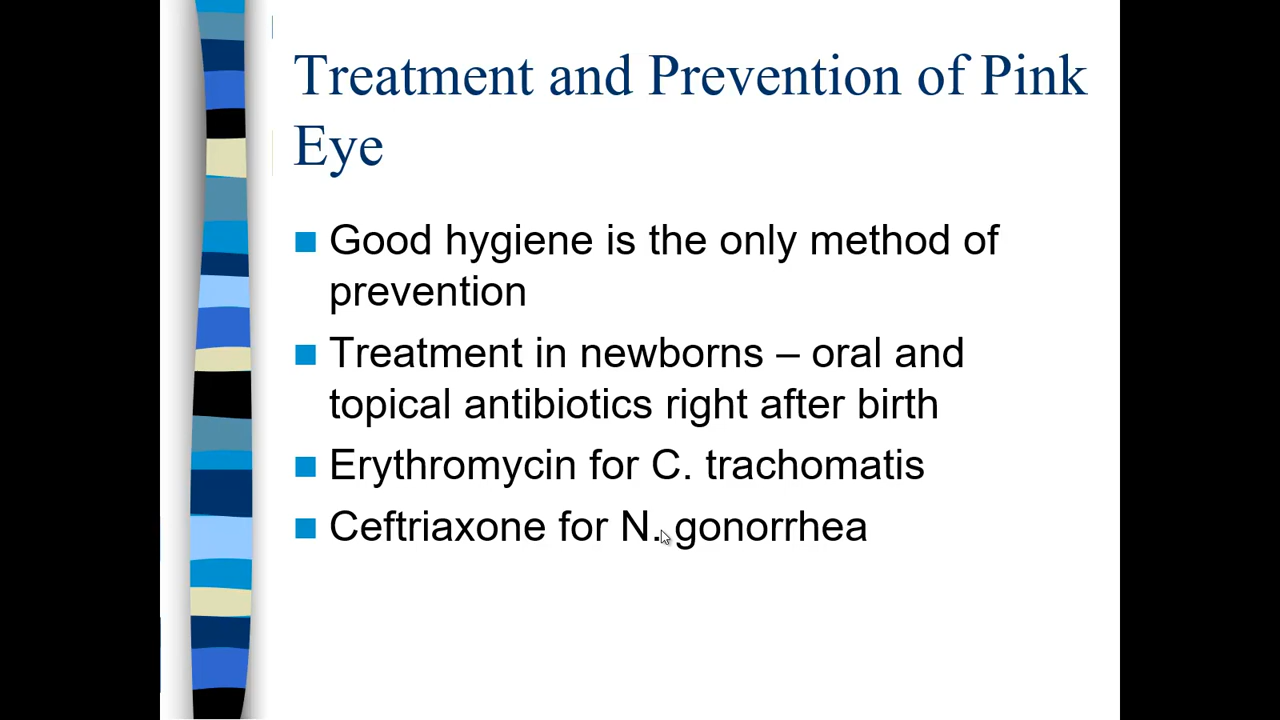 Treatment and Prevention of Pink
Eye
Good hygiene is the only method of
prevention
Treatment in newborns – oral and
topical antibiotics right after birth
Erythromycin for C. trachomatis
Ceftriaxone for N. gonorrhea